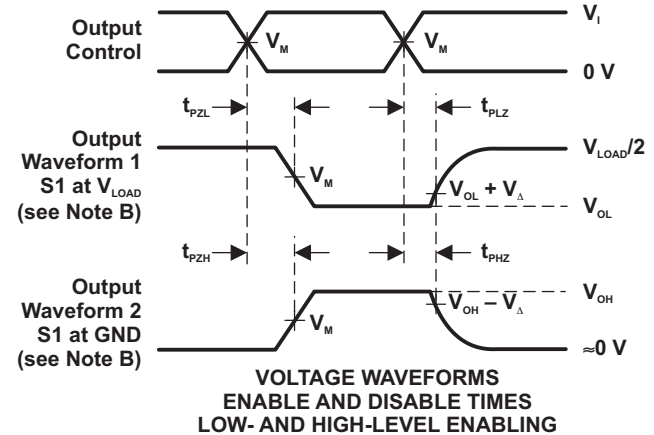 Output
Control
V_M
V_M
V_I
0 V
t_PZL
t_PLZ
Output
Waveform 1
S1 at V_LOAD
(see Note B)
V_M
V_OL + V_Δ
V_LOAD/2
V_OL
t_PZH
t_PHZ
Output
Waveform 2
S1 at GND
(see Note B)
V_M
V_OH – V_Δ
V_OH
≈0 V
VOLTAGE WAVEFORMS
ENABLE AND DISABLE TIMES
LOW- AND HIGH-LEVEL ENABLING